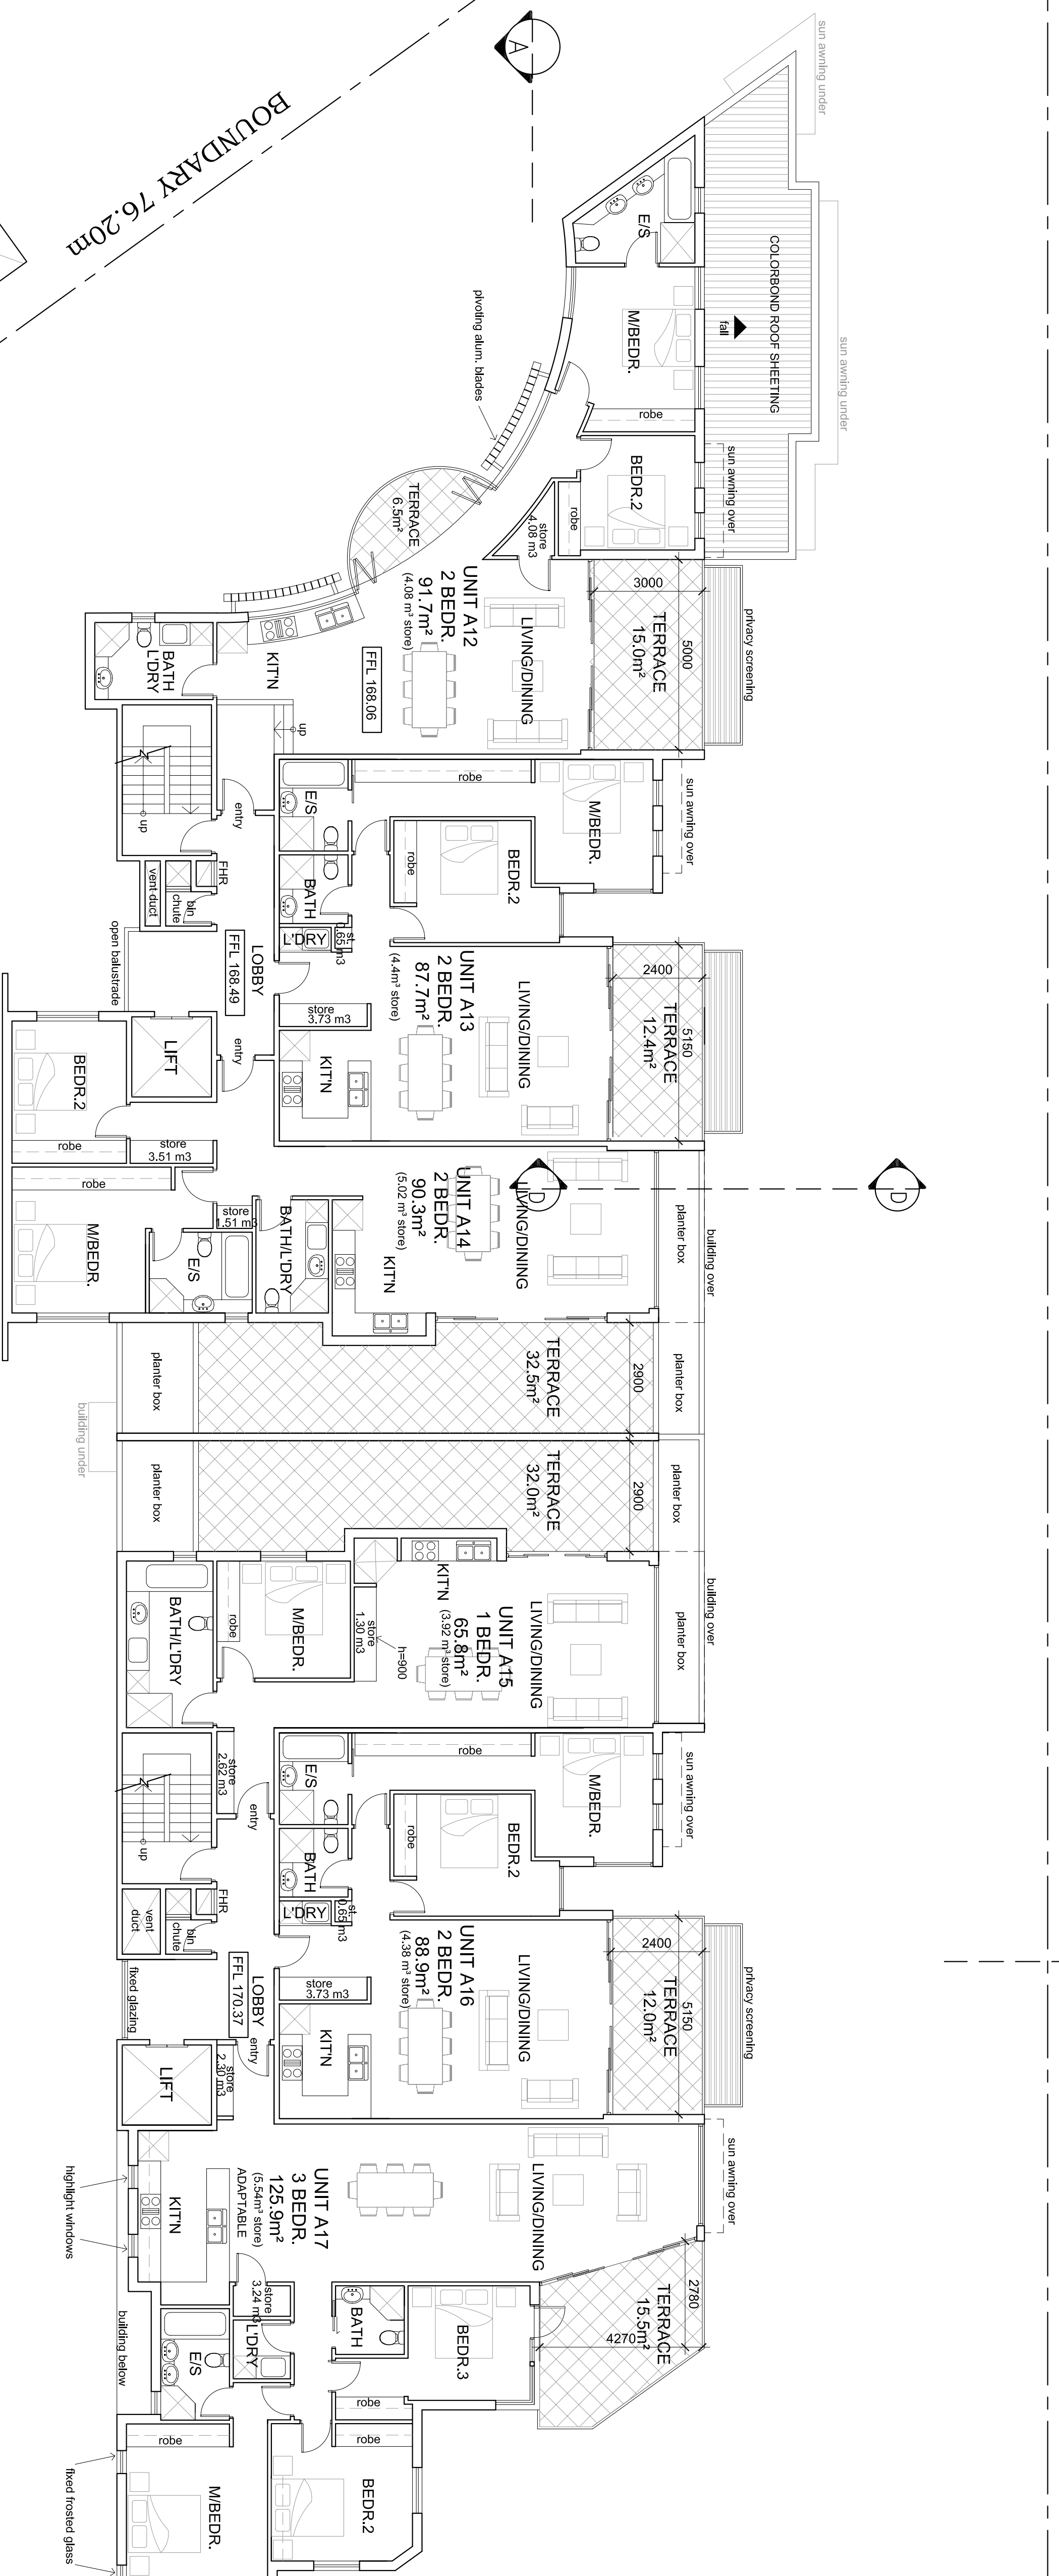 BOUNDARY 76.20m
A
sun awning under
COLORBOND ROOF SHEETING
sun awning under
fall
E/S
M/BEDR.
robe
pivoting alum. blades
BEDR.2
robe
sun awning over
store
4.08 m3
TERRACE
6.5m²
UNIT A12
2 BEDR.
91.7m²
(4.08 m³ store)
FFL 168.06
LIVING/DINING
3000
5000
TERRACE
15.0m²
privacy screening
KIT'N
BATH
L'DRY
up
up
entry
FHR
bin
chute
vent duct
open balustrade
LOBBY
FFL 168.49
E/S
robe
M/BEDR.
sun awning over
BEDR.2
robe
BATH
L'DRY
st.
0.65 m3
UNIT A13
2 BEDR.
87.7m²
(4.4m³ store)
LIVING/DINING
2400
5150
TERRACE
12.4m²
store
3.73 m3
KIT'N
entry
LIFT
BEDR.2
robe
store
3.51 m3
robe
M/BEDR.
store
1.51 m3
E/S
BATH/L'DRY
UNIT A14
2 BEDR.
90.3m²
(5.02 m³ store)
KIT'N
LIVING/DINING
D
D
planter box
building over
TERRACE
32.5m²
2900
planter box
planter box
building under
TERRACE
32.0m²
2900
planter box
planter box
building over
planter box
KIT'N
UNIT A15
1 BEDR.
65.8m²
(3.92 m³ store)
LIVING/DINING
store
1.30 m3
h=900
M/BEDR.
robe
BATH/L'DRY
store
2.62 m3
up
entry
FHR
bin
chute
vent
duct
fixed glazing
LOBBY
FFL 170.37
E/S
robe
M/BEDR.
sun awning over
BEDR.2
robe
BATH
L'DRY
st.
0.65 m3
UNIT A16
2 BEDR.
88.9m²
(4.38 m³ store)
LIVING/DINING
2400
5150
TERRACE
12.0m²
privacy screening
store
3.73 m3
KIT'N
entry
store
2.30 m3
LIFT
UNIT A17
3 BEDR.
125.9m²
(5.54m³ store)
ADAPTABLE
LIVING/DINING
sun awning over
KIT'N
highlight windows
building below
store
3.24 m3
L'DRY
E/S
BATH
BEDR.3
2780
TERRACE
15.5m²
4270
robe
robe
BEDR.2
robe
M/BEDR.
fixed frosted glass